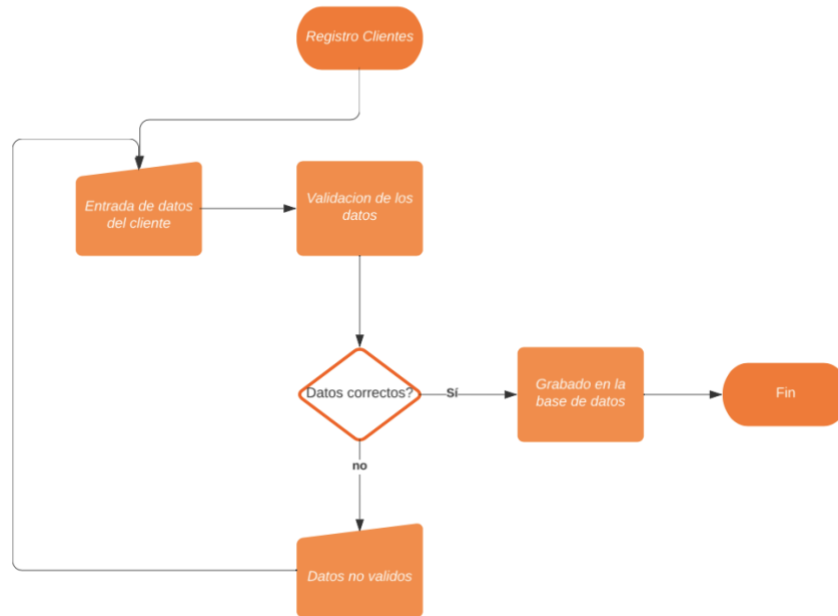 Registro Clientes
Entrada de datos
del cliente
Validacion de los
datos
Datos correctos?
Sí
Grabado en la
base de datos
Fin
no
Datos no validos